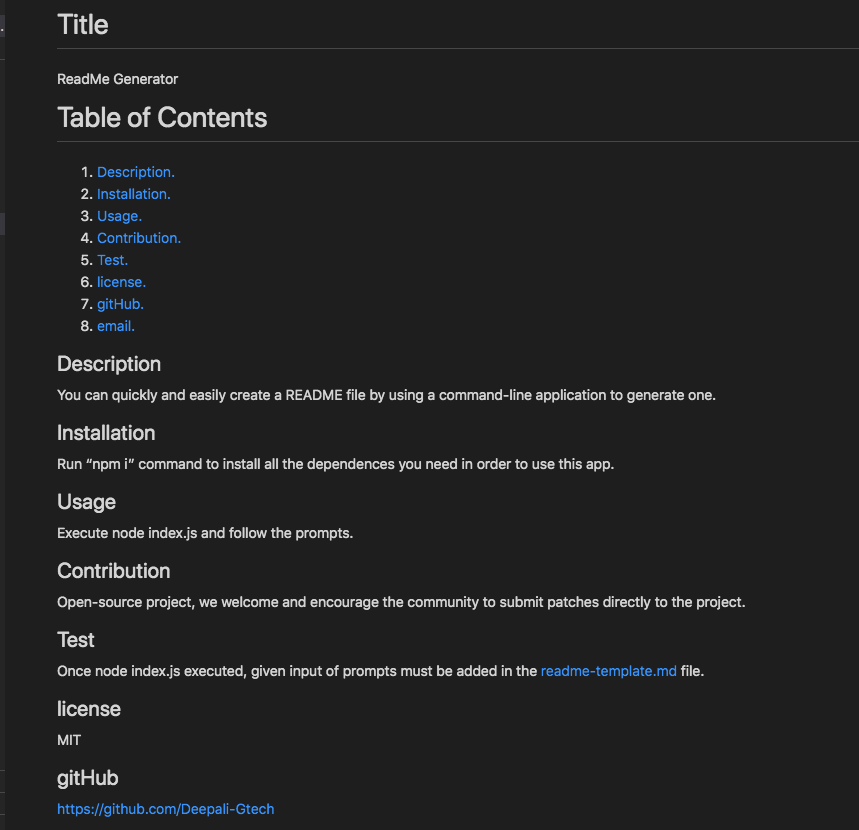 Title
ReadMe Generator
Table of Contents
1. Description.
2. Installation.
3. Usage.
4. Contribution.
5. Test.
6. license.
7. gitHub.
8. email.
Description
You can quickly and easily create a README file by using a command-line application to generate one.
Installation
Run “npm i” command to install all the dependences you need in order to use this app.
Usage
Execute node index.js and follow the prompts.
Contribution
Open-source project, we welcome and encourage the community to submit patches directly to the project.
Test
Once node index.js executed, given input of prompts must be added in the readme-template.md file.
license
MIT
gitHub
https://github.com/Deepali-Gtech